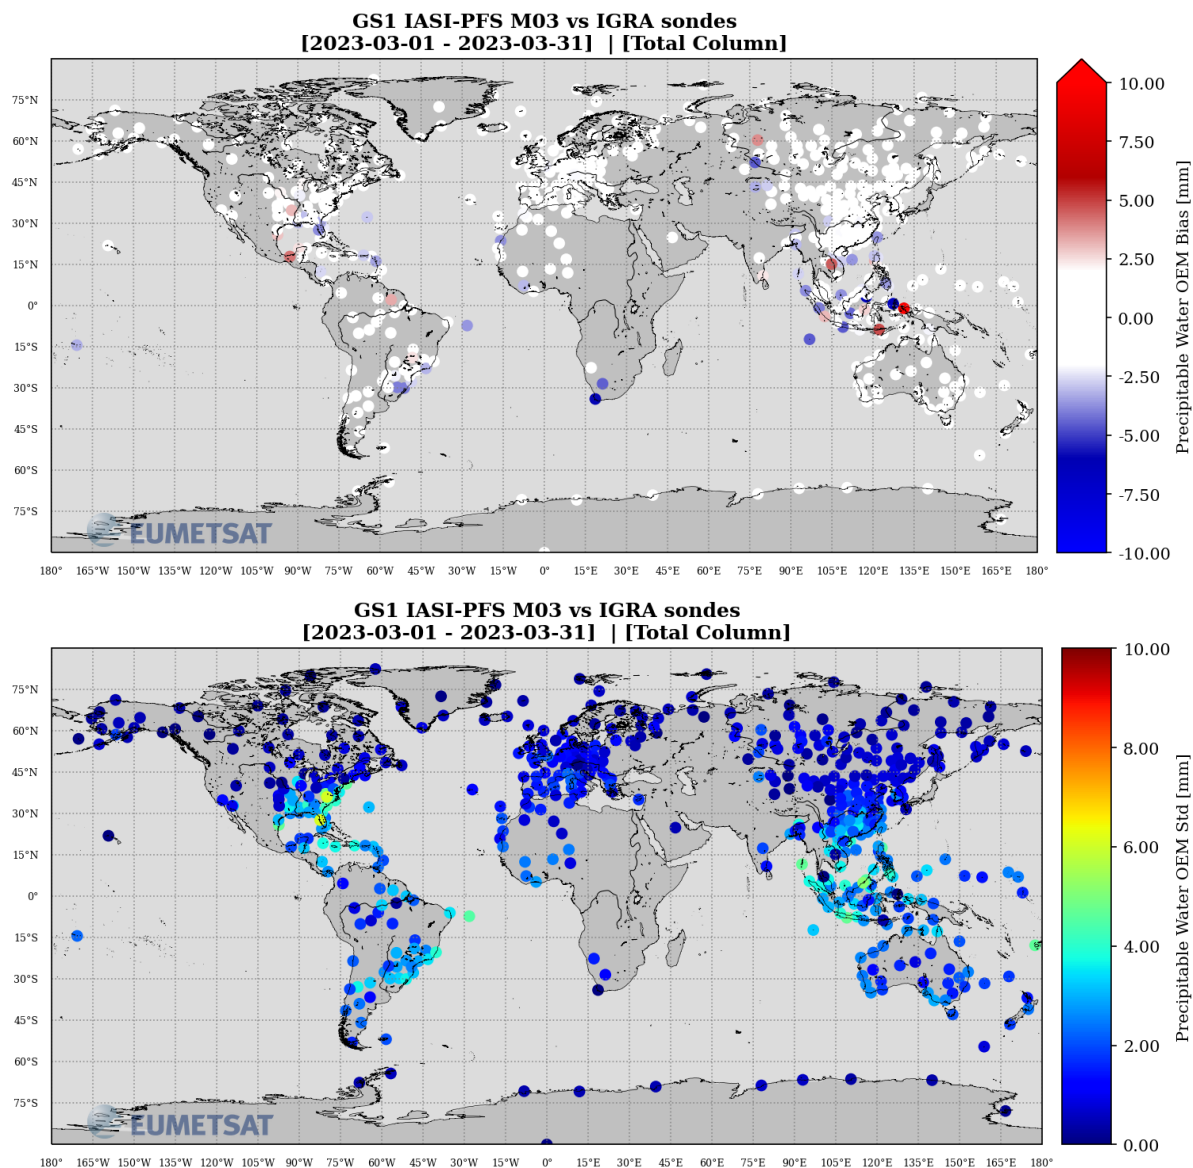 GS1 IASI-PFS M03 vs IGRA sondes
[2023-03-01 - 2023-03-31] | [Total Column]
75°N
60°N
45°N
30°N
15°N
0°
15°S
30°S
45°S
60°S
75°S
EUMETSAT
180° 165°W 150°W 135°W 120°W 105°W 90°W 75°W 60°W 45°W 30°W 15°W 0° 15°E 30°E 45°E 60°E 75°E 90°E 105°E 120°E 135°E 150°E 165°E 180°
10.00
7.50
5.00
2.50
0.00
-2.50
-5.00
-7.50
-10.00
Precipitable Water OEM Bias [mm]
GS1 IASI-PFS M03 vs IGRA sondes
[2023-03-01 - 2023-03-31] | [Total Column]
75°N
60°N
45°N
30°N
15°N
0°
15°S
30°S
45°S
60°S
75°S
EUMETSAT
180° 165°W 150°W 135°W 120°W 105°W 90°W 75°W 60°W 45°W 30°W 15°W 0° 15°E 30°E 45°E 60°E 75°E 90°E 105°E 120°E 135°E 150°E 165°E 180°
10.00
8.00
6.00
4.00
2.00
0.00
Precipitable Water OEM Std [mm]